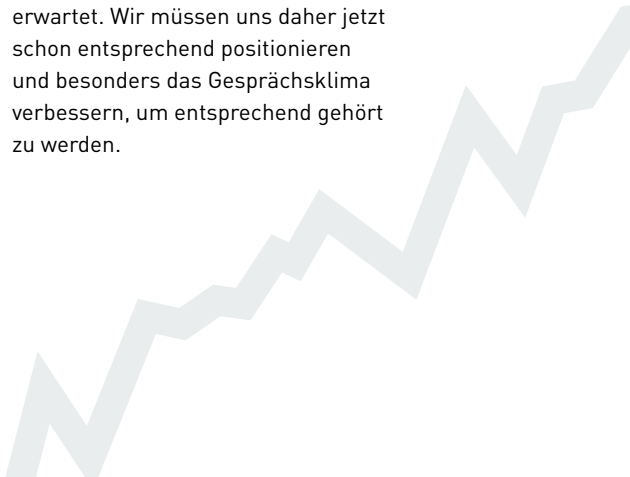 erwartet. Wir müssen uns daher jetzt
schon entsprechend positionieren
und besonders das Gesprächsklima
verbessern, um entsprechend gehört
zu werden.